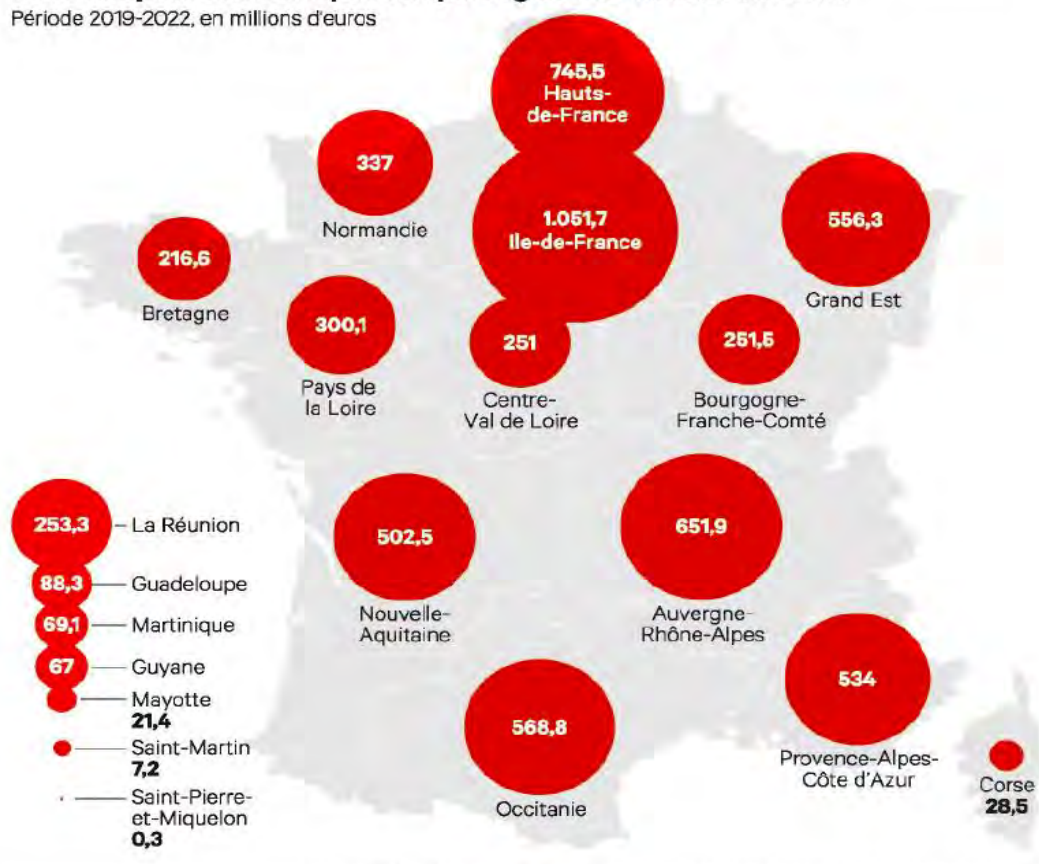 Période 2019-2022, en millions d'euros
745,5
Hauts-
de-France
337
Normandie
1.051,7
Ile-de-France
556,3
Grand Est
216,6
Bretagne
300,1
Pays de
la Loire
251
Centre-
Val de Loire
251,5
Bourgogne-
Franche-Comté
253,3
La Réunion
88,3
Guadeloupe
69,1
Martinique
67
Guyane
Mayotte
21,4
Saint-Martin
7,2
Saint-Pierre-
et-Miquelon
0,3
502,5
Nouvelle-
Aquitaine
651,9
Auvergne-
Rhône-Alpes
568,8
Occitanie
534
Provence-Alpes-
Côte d'Azur
Corse
28,5